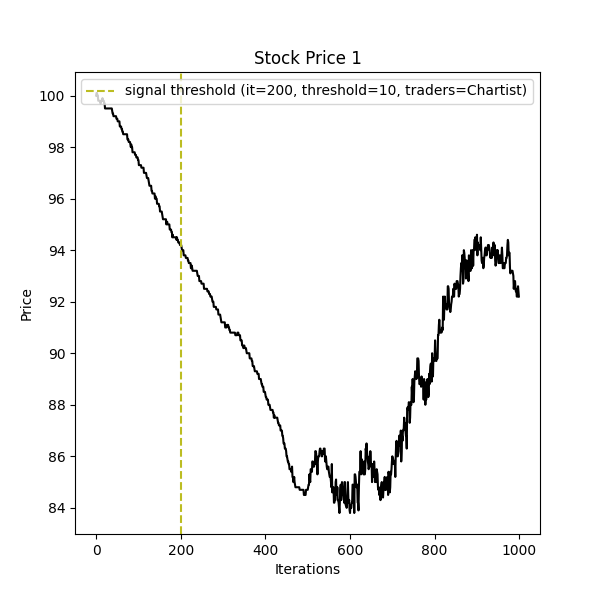 Stock Price 1
signal threshold (it=200, threshold=10, traders=Chartist)
100
98
96
94
92
90
88
86
84
Price
0 200 400 600 800 1000
Iterations